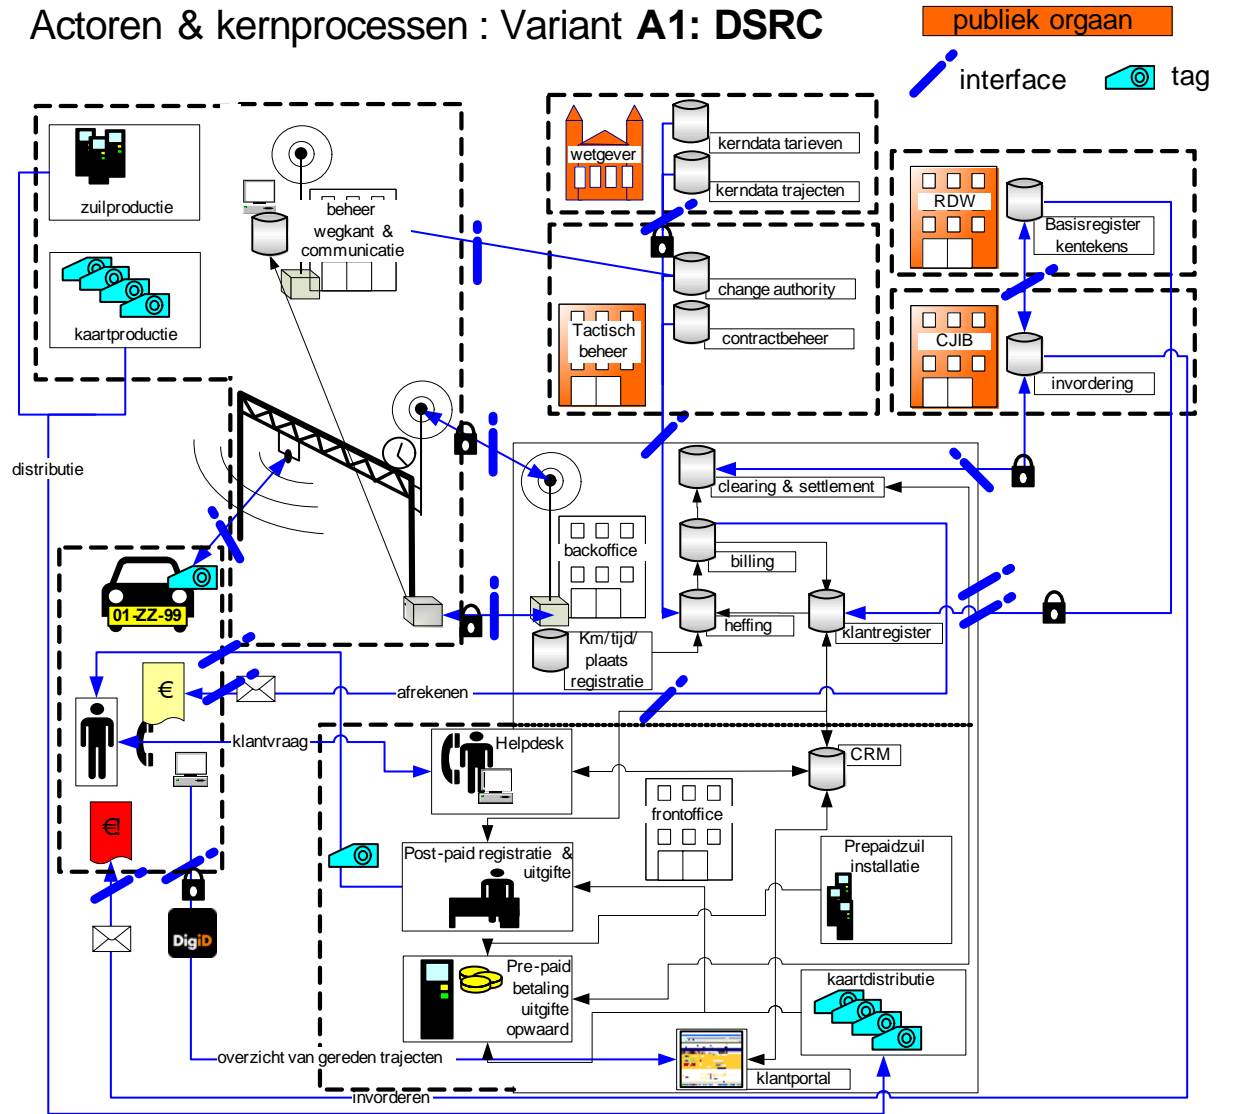 Actoren & kernprocessen : Variant A1: DSRC
publiek orgaan
interface
tag
zuilproductie
kaartproductie
beheer
wegkant &
communicatie
wetgever
kerndata tarieven
kerndata trajecten
RDW
Basisregister
kentekens
change authority
contractbeheer
Tactisch
beheer
CJIB
invordering
distributie
clearing & settlement
backoffice
billing
heffing
klantregister
Km/tijd/
plaats
registratie
01-ZZ-99
€
afrekenen
klantvraag
Helpdesk
CRM
frontoffice
€!
Post-paid registratie &
uitgifte
Prepaidzuil
installatie
DigiD
Pre-paid
betaling
uitgifte
opwaard
kaartdistributie
overzicht van gereden trajecten
klantportal
invorderen